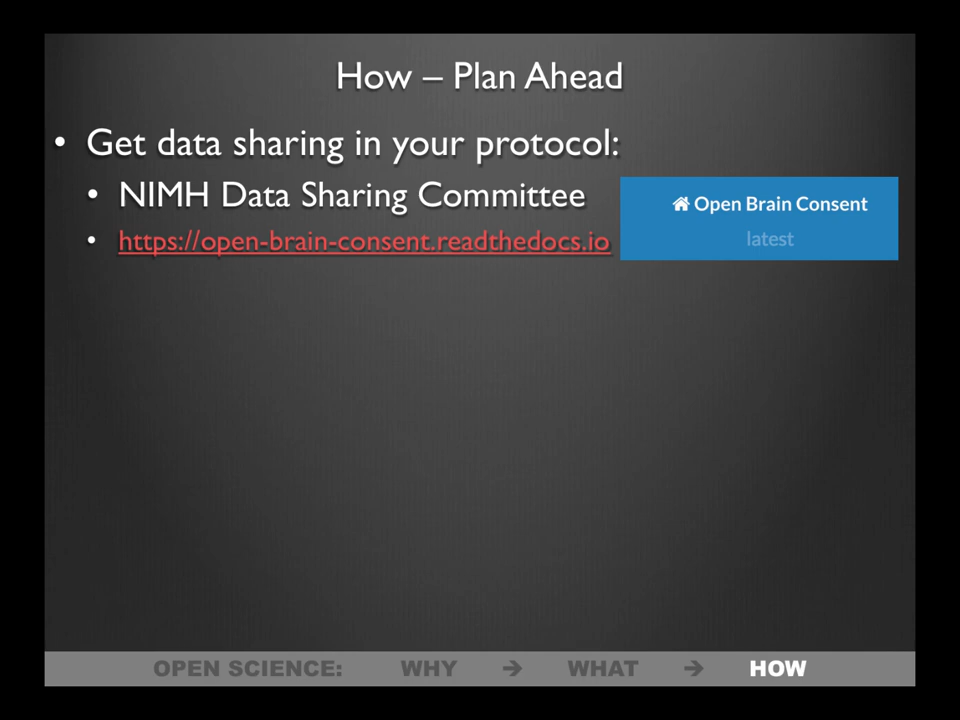 How – Plan Ahead
• Get data sharing in your protocol:
• NIMH Data Sharing Committee
• https://open-brain-consent.readthedocs.io
Open Brain Consent
latest
OPEN SCIENCE: WHY → WHAT → HOW